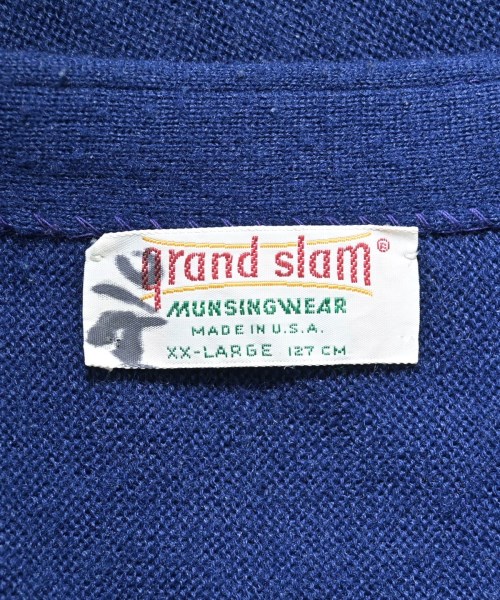 grand slam®
MUNSINGWEAR
MADE IN U.S.A.
XX-LARGE 127 CM